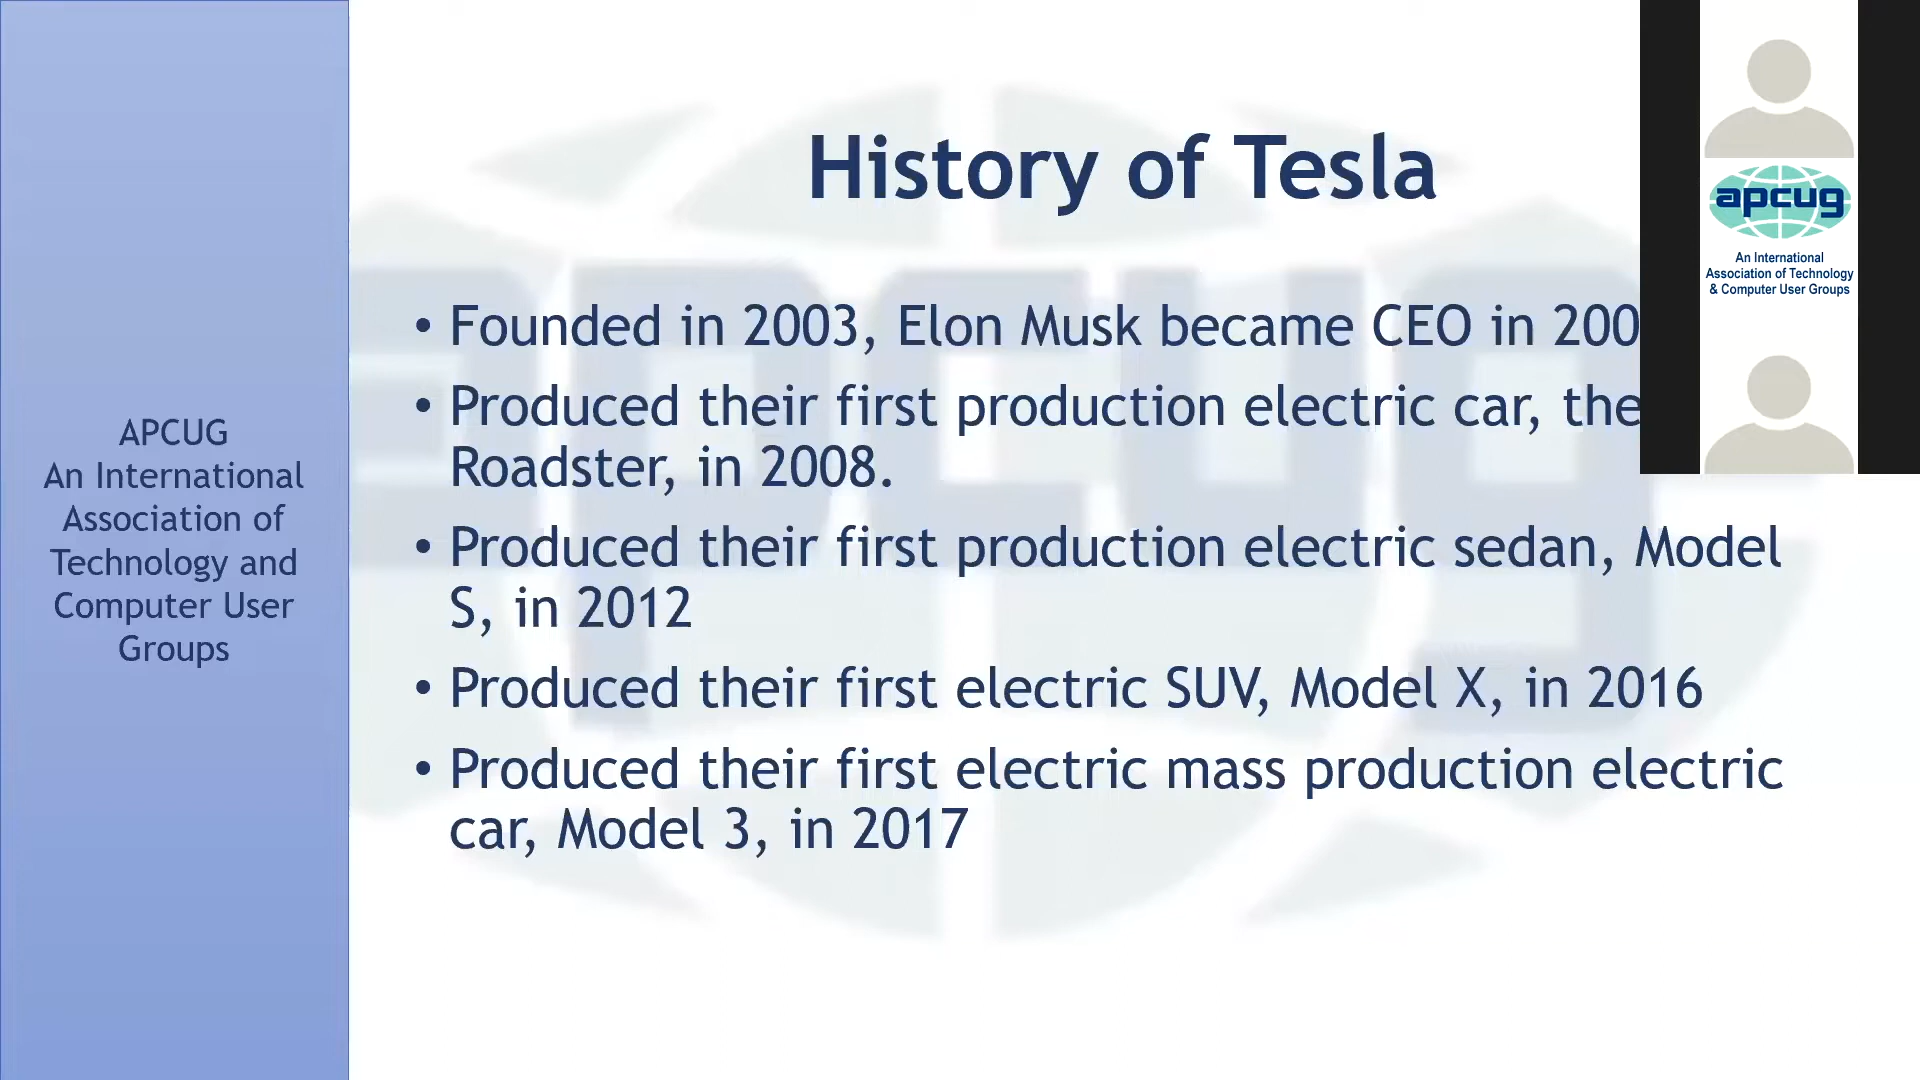 APCUG
An International
Association of
Technology and
Computer User
Groups
History of Tesla
• Founded in 2003, Elon Musk became CEO in 200
• Produced their first production electric car, the
Roadster, in 2008.
• Produced their first production electric sedan, Model
S, in 2012
• Produced their first electric SUV, Model X, in 2016
• Produced their first electric mass production electric
car, Model 3, in 2017
apcug
An International
Association of Technology
& Computer User Groups
apcug